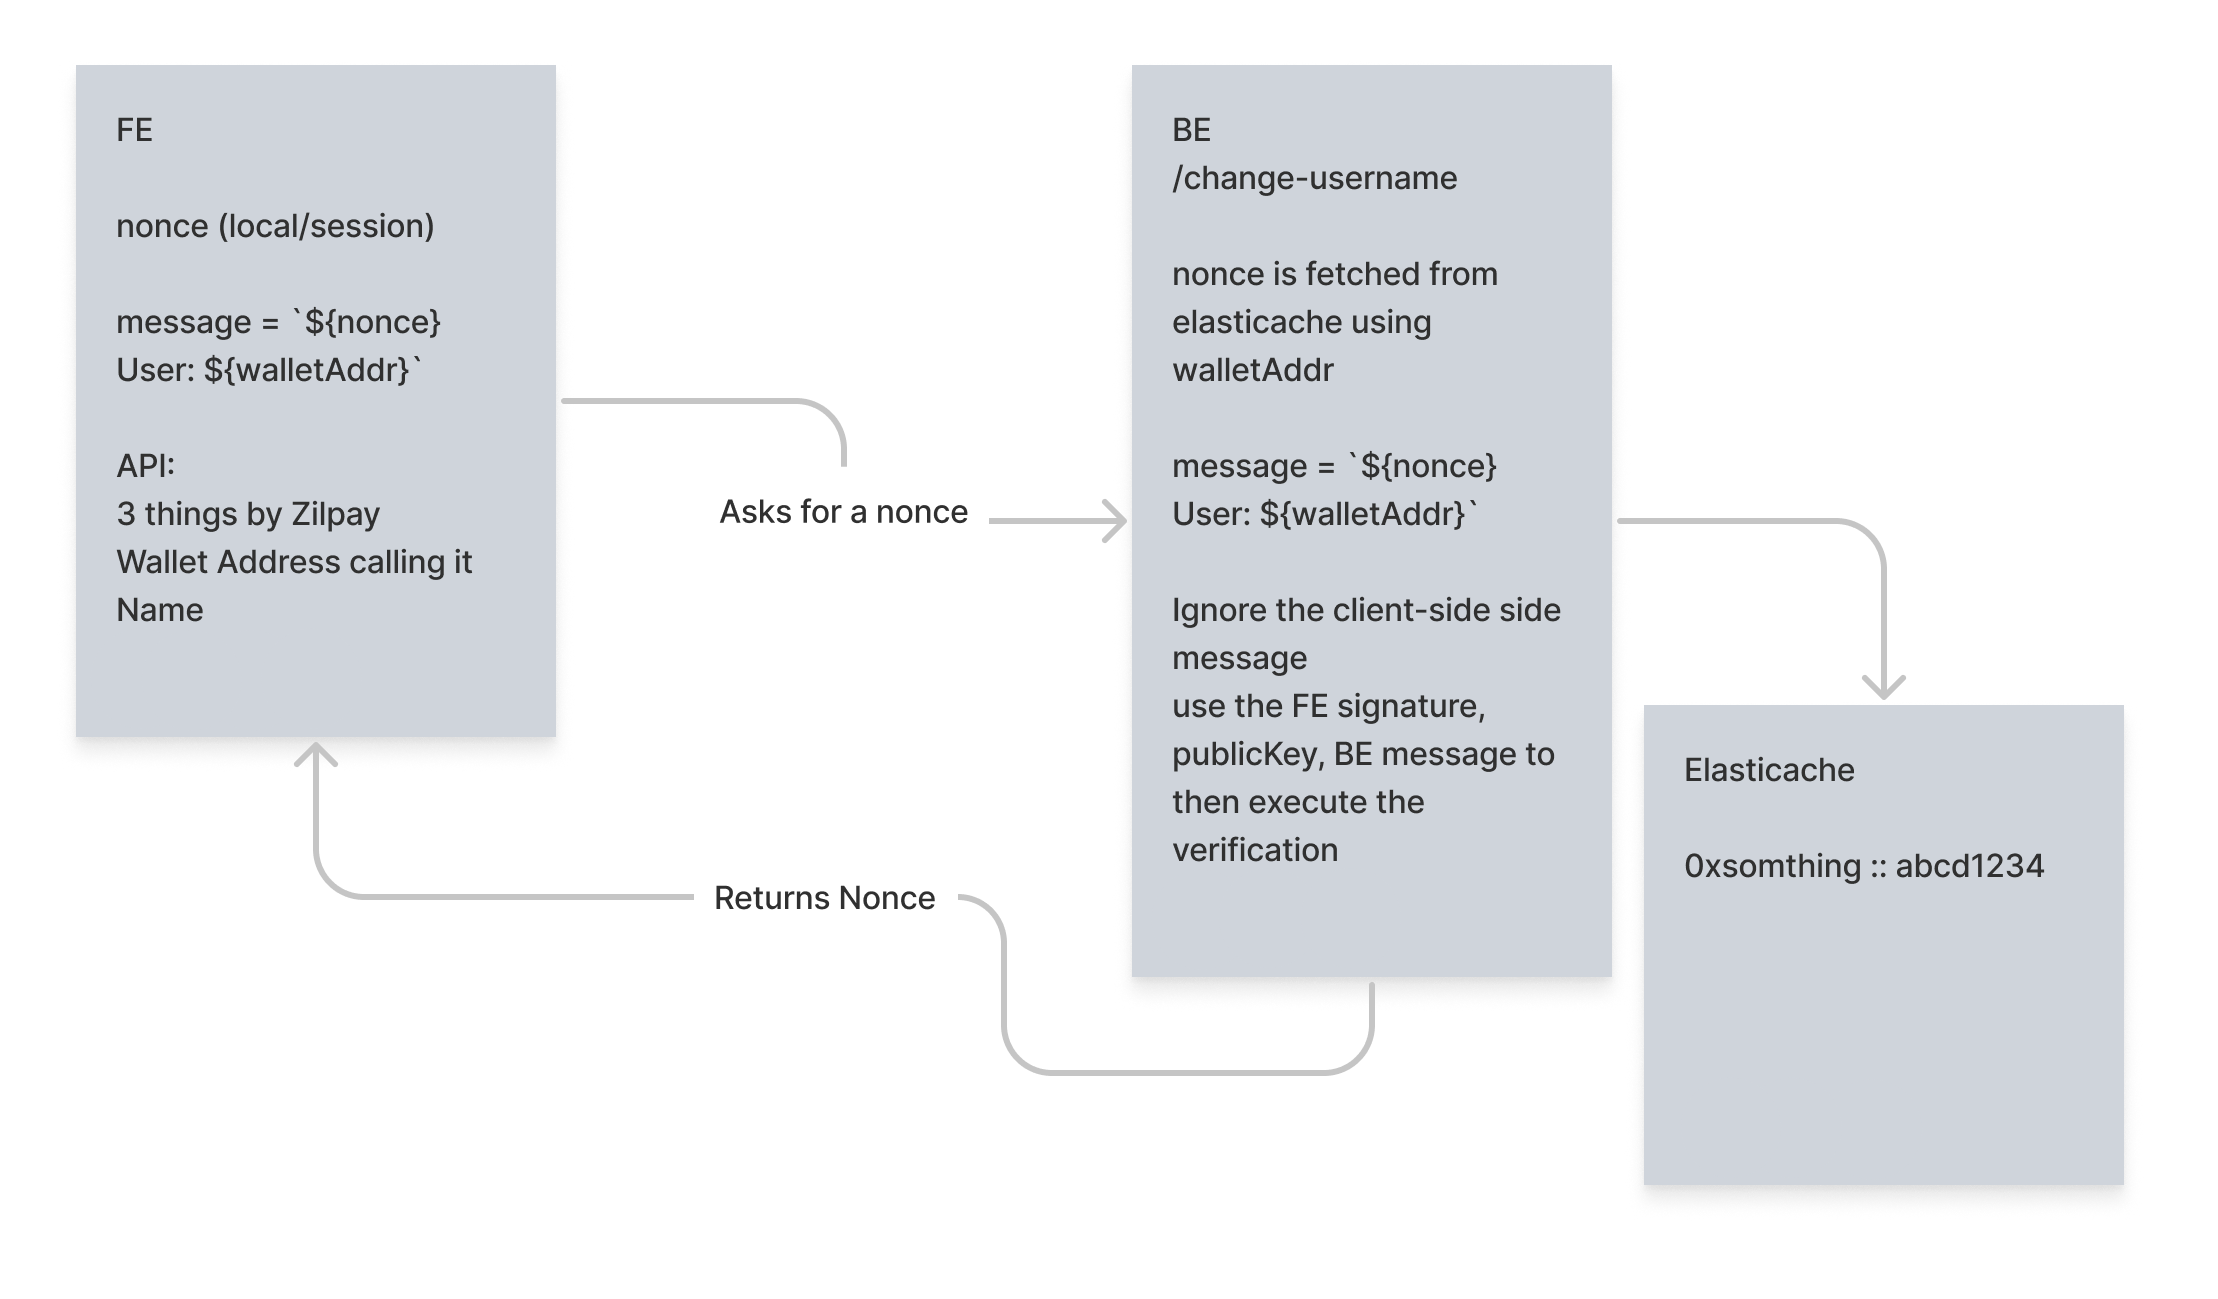 FE
nonce (local/session)
message = `${nonce}
User: ${walletAddr}`
API:
3 things by Zilpay
Wallet Address calling it
Name
Asks for a nonce
Returns Nonce
BE
/change-username
nonce is fetched from
elasticache using
walletAddr
message = `${nonce}
User: ${walletAddr}`
Ignore the client-side side
message
use the FE signature,
publicKey, BE message to
then execute the
verification
Elasticache
0xsomthing :: abcd1234